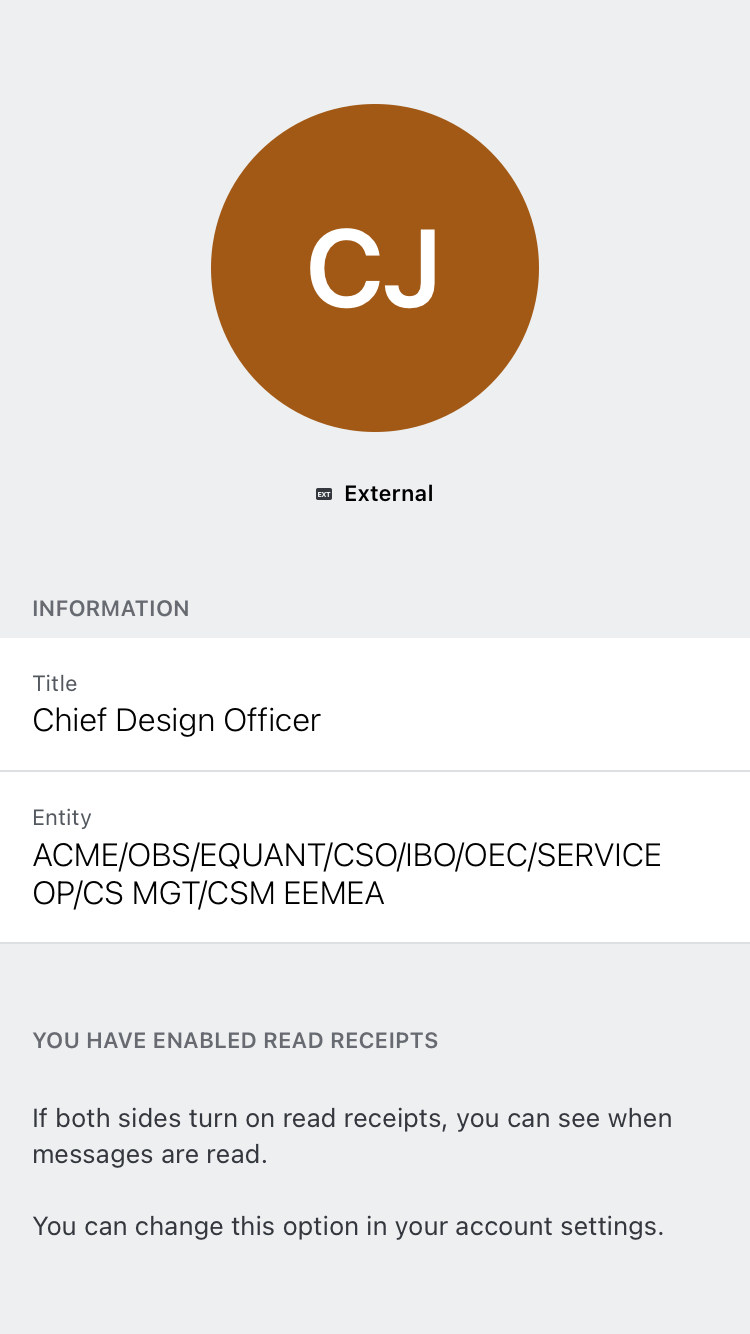 CJ
EXT External
INFORMATION
Title
Chief Design Officer
Entity
ACME/OBS/EQUANT/CSO/IBO/OEC/SERVICE
OP/CS MGT/CSM EEMEA
YOU HAVE ENABLED READ RECEIPTS
If both sides turn on read receipts, you can see when
messages are read.
You can change this option in your account settings.